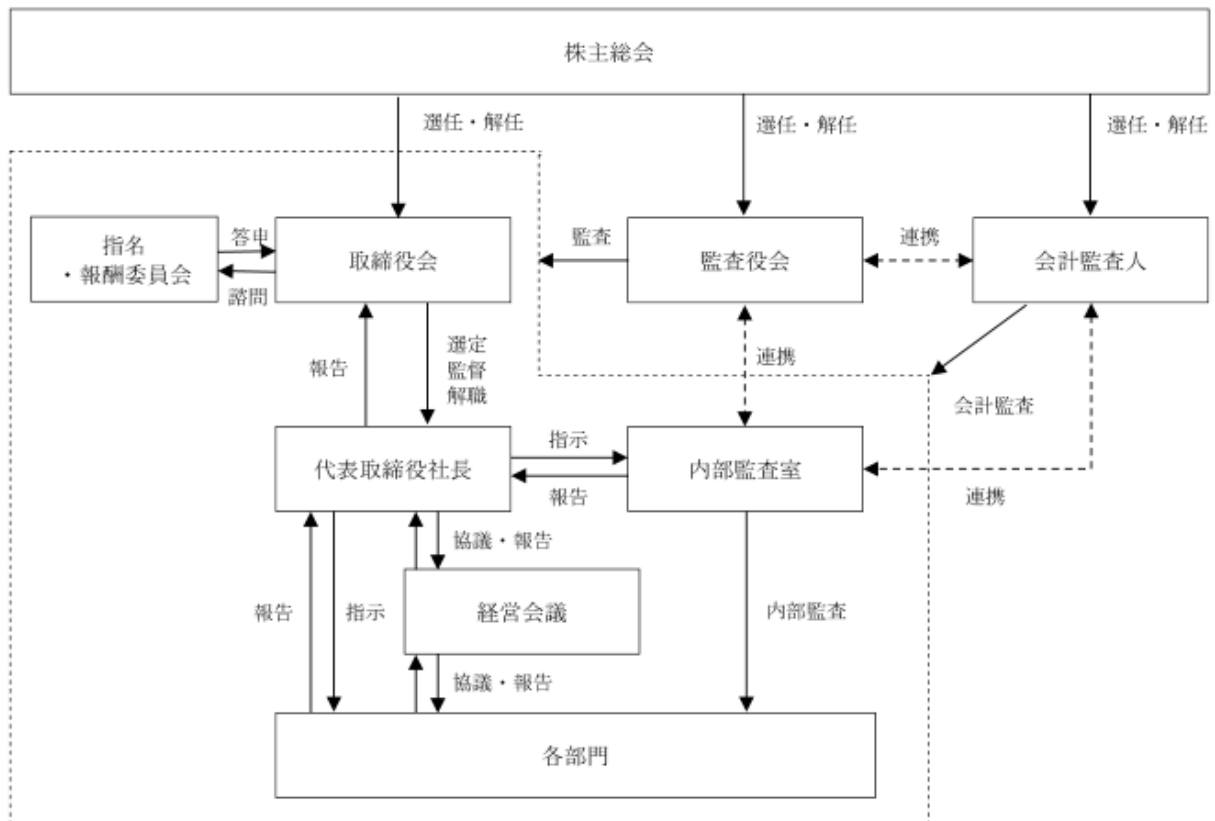 株主総会
選任・解任
選任・解任
選任・解任
指名
・報酬委員会
答申
諮問
取締役会
監査
監査役会
連携
会計監査人
報告
選定
監督
解職
連携
会計監査
代表取締役社長
指示
報告
内部監査室
連携
協議・報告
報告
指示
経営会議
内部監査
協議・報告
各部門